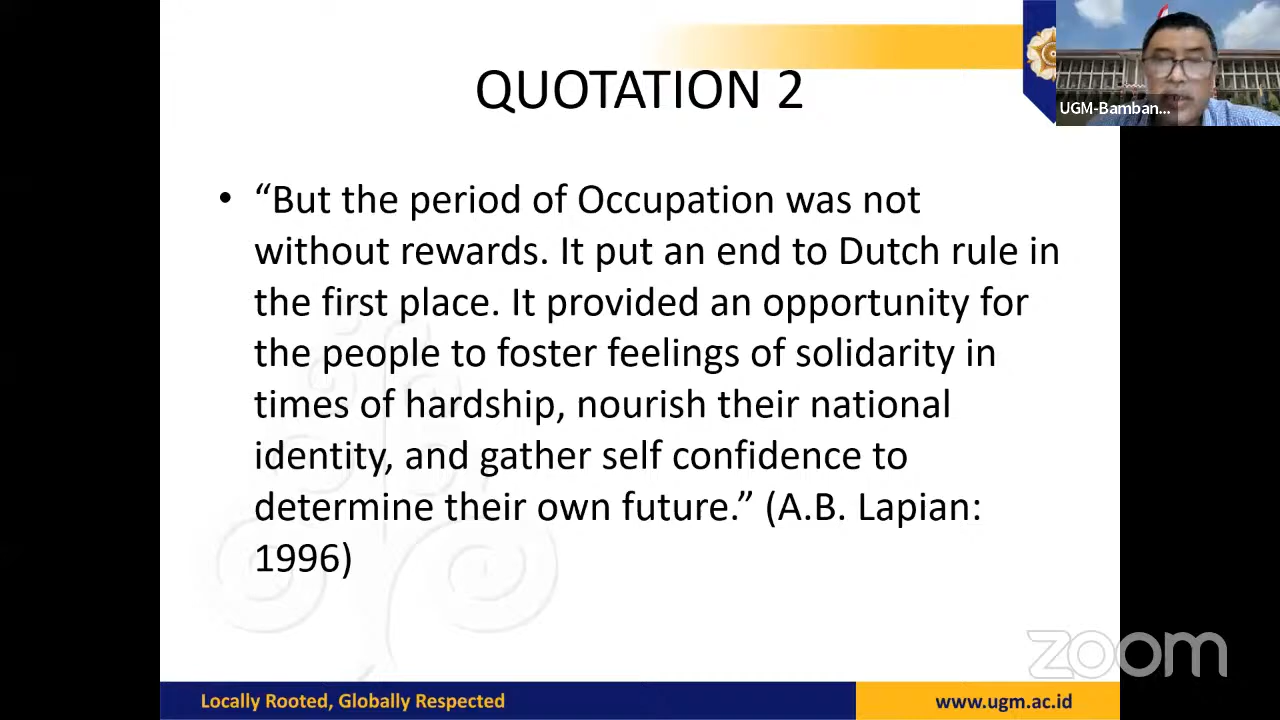 QUOTATION 2
UGM-Bamban...
• “But the period of Occupation was not
without rewards. It put an end to Dutch rule in
the first place. It provided an opportunity for
the people to foster feelings of solidarity in
times of hardship, nourish their national
identity, and gather self confidence to
determine their own future.” (A.B. Lapian:
1996)
zoom
Locally Rooted, Globally Respected
www.ugm.ac.id